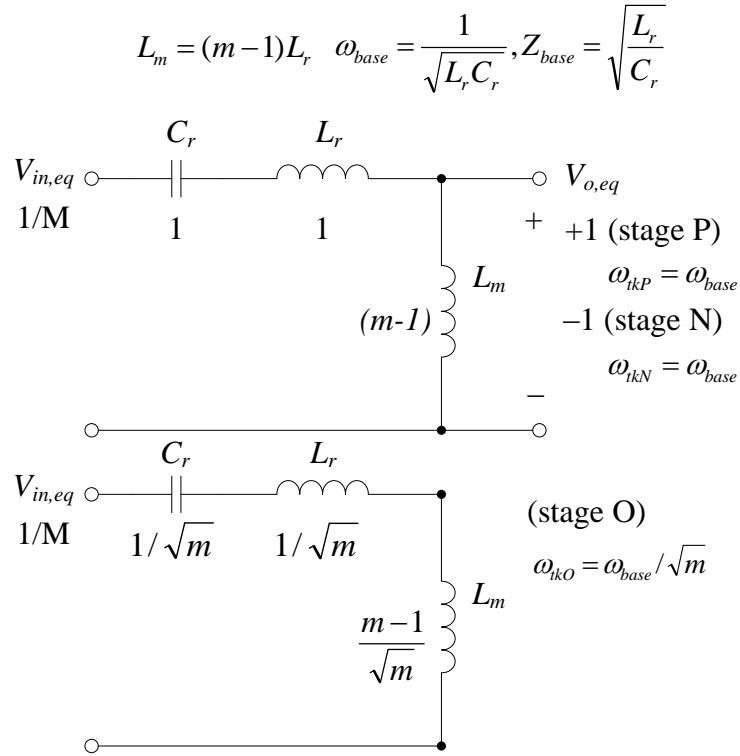 L_m = (m−1)L_r   ω_base = 1/√(L_r C_r), Z_base = √(L_r/C_r)
C_r   L_r
V_in,eq   V_o,eq
1/M   1   1   +   +1 (stage P)
L_m   ω_tkP = ω_base
(m-1)   −1 (stage N)
ω_tkN = ω_base
−
C_r   L_r
V_in,eq   (stage O)
1/M   1/√m   1/√m   ω_tkO = ω_base/√m
L_m
(m−1)/√m